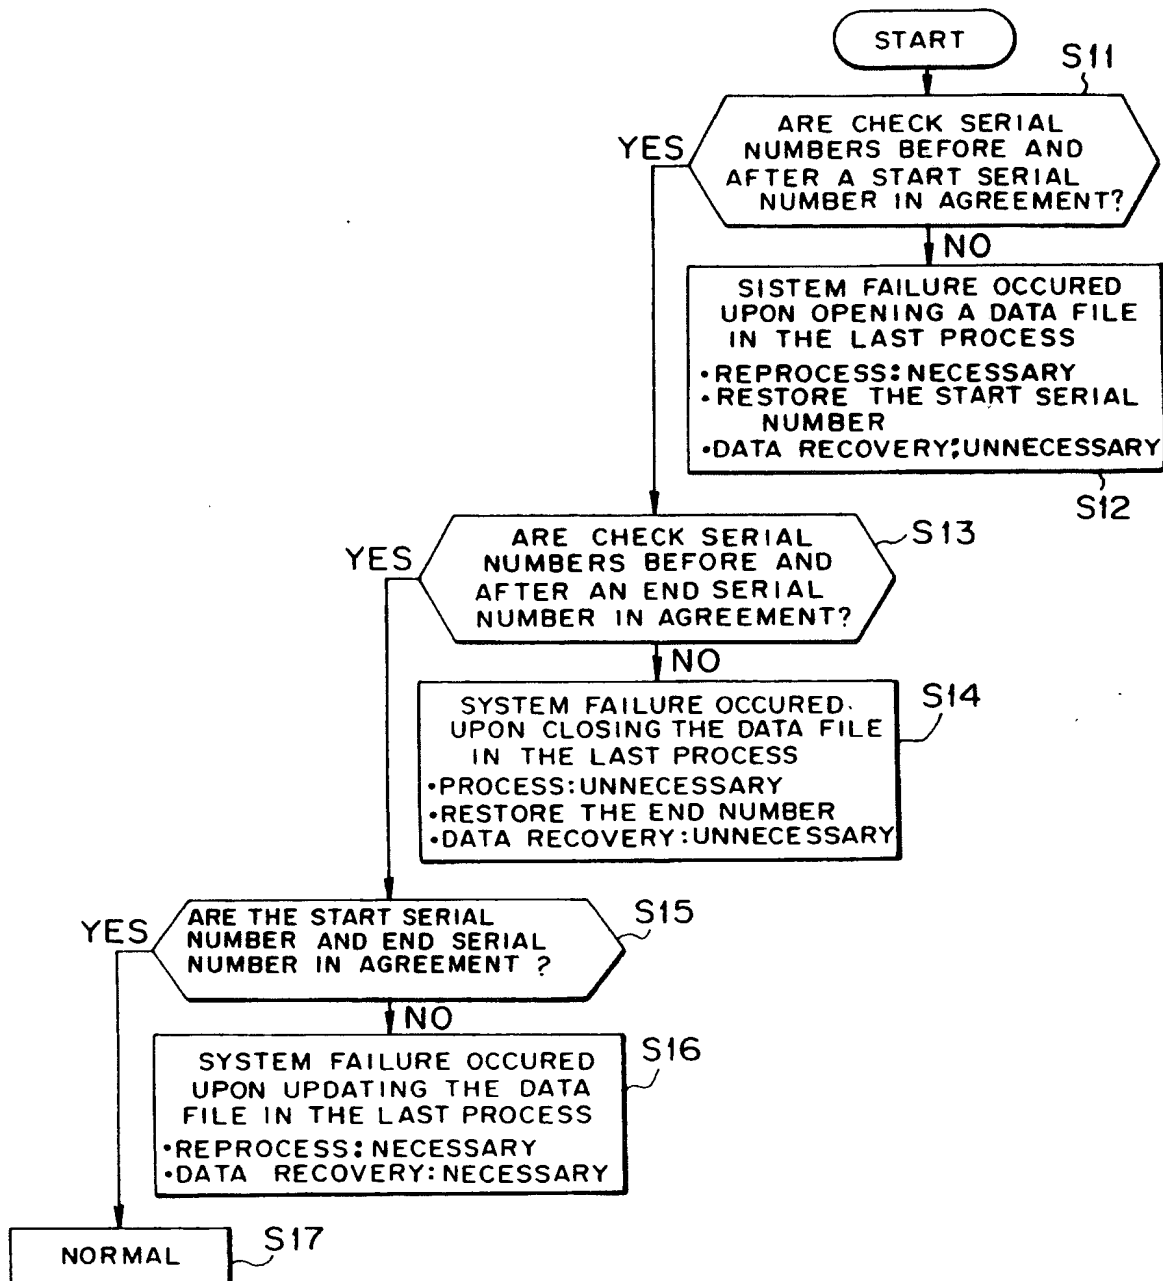 START
S11
ARE CHECK SERIAL
NUMBERS BEFORE AND
AFTER A START SERIAL
NUMBER IN AGREEMENT?
YES
NO
SISTEM FAILURE OCCURED
UPON OPENING A DATA FILE
IN THE LAST PROCESS
•REPROCESS:NECESSARY
•RESTORE THE START SERIAL
NUMBER
•DATA RECOVERY:UNNECESSARY
S12
ARE CHECK SERIAL
NUMBERS BEFORE AND
AFTER AN END SERIAL
NUMBER IN AGREEMENT?
S13
YES
NO
SYSTEM FAILURE OCCURED
UPON CLOSING THE DATA FILE
IN THE LAST PROCESS
•PROCESS:UNNECESSARY
•RESTORE THE END NUMBER
•DATA RECOVERY:UNNECESSARY
S14
ARE THE START SERIAL
NUMBER AND END SERIAL
NUMBER IN AGREEMENT ?
S15
YES
NO
SYSTEM FAILURE OCCURED
UPON UPDATING THE DATA
FILE IN THE LAST PROCESS
•REPROCESS:NECESSARY
•DATA RECOVERY:NECESSARY
S16
NORMAL
S17